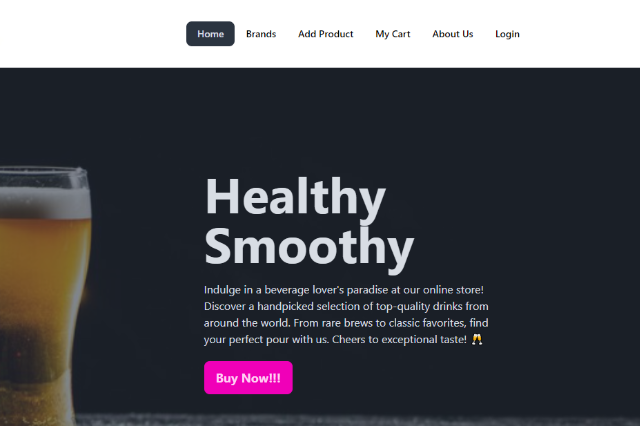 Home Brands Add Product My Cart About Us Login
Healthy
Smoothy
Indulge in a beverage lover's paradise at our online store!
Discover a handpicked selection of top-quality drinks from
around the world. From rare brews to classic favorites, find
your perfect pour with us. Cheers to exceptional taste! 🥂
Buy Now!!!